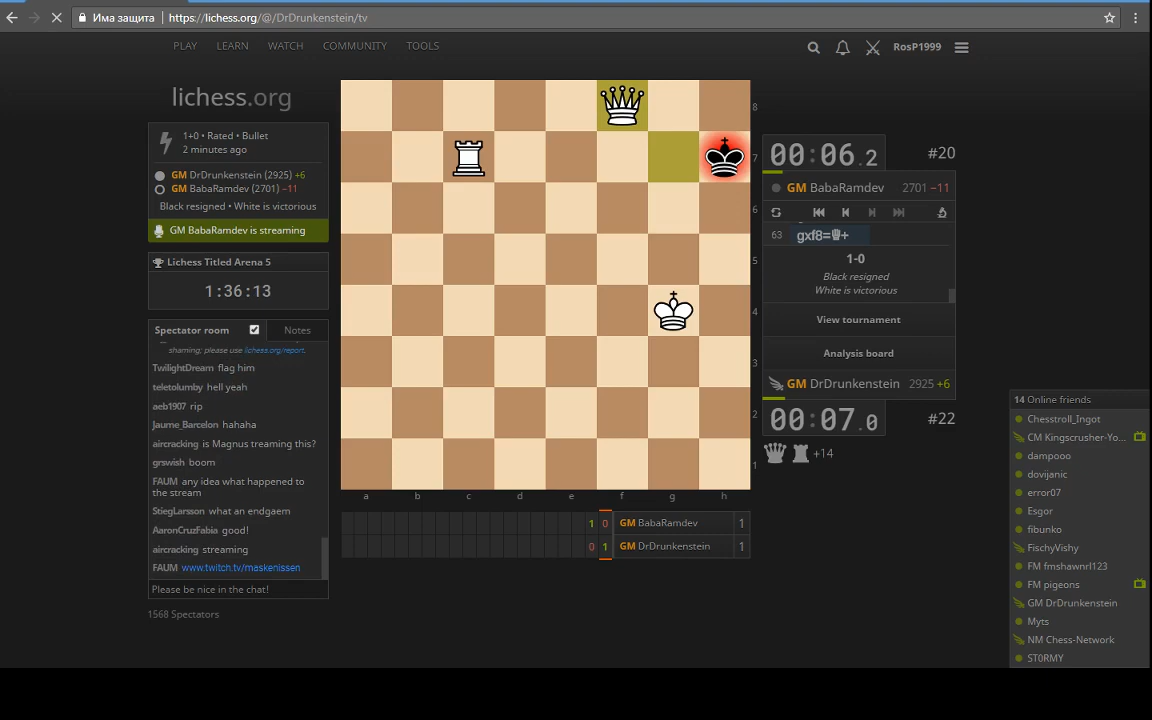 Има защита https://lichess.org/@/DrDrunkenstein/tv
PLAY LEARN WATCH COMMUNITY TOOLS RosP1999
lichess.org
1+0 • Rated • Bullet
2 minutes ago
GM DrDrunkenstein (2925) +6
GM BabaRamdev (2701) −11
Black resigned • White is victorious
GM BabaRamdev is streaming
Lichess Titled Arena 5
1:36:13
Spectator room Notes
shaming; please use lichess.org/report.
TwilightDream flag him
teletolumby hell yeah
aeb1907 rip
Jaume_Barcelon hahaha
aircracking is Magnus treaming this?
grswish boom
FAUM any idea what happened to
the stream
StiegLarsson what an endgaem
AaronCruzFabia good!
aircracking streaming
FAUM www.twitch.tv/maskenissen
Please be nice in the chat!
1568 Spectators
8
7
6
5
4
3
2
1
a b c d e f g h
1 0 GM BabaRamdev 1
0 1 GM DrDrunkenstein 1
00:06.2 #20
GM BabaRamdev 2701 −11
63 gxf8=♕+
1-0
Black resigned
White is victorious
View tournament
Analysis board
GM DrDrunkenstein 2925 +6
00:07.0 #22
+14
14 Online friends
Chesstroll_Ingot
CM Kingscrusher-Yo...
dampooo
dovijanic
error07
Esgor
fibunko
FischyVishy
FM fmshawnrl123
FM pigeons
GM DrDrunkenstein
Myts
NM Chess-Network
ST0RMY